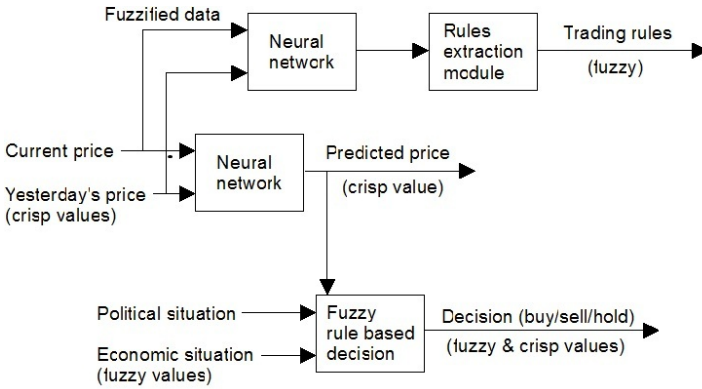 Fuzzified data
Neural
network
Rules
extraction
module
Trading rules
(fuzzy)
Current price
Yesterday's price
(crisp values)
Neural
network
Predicted price
(crisp value)
Political situation
Economic situation
(fuzzy values)
Fuzzy
rule based
decision
Decision (buy/sell/hold)
(fuzzy & crisp values)